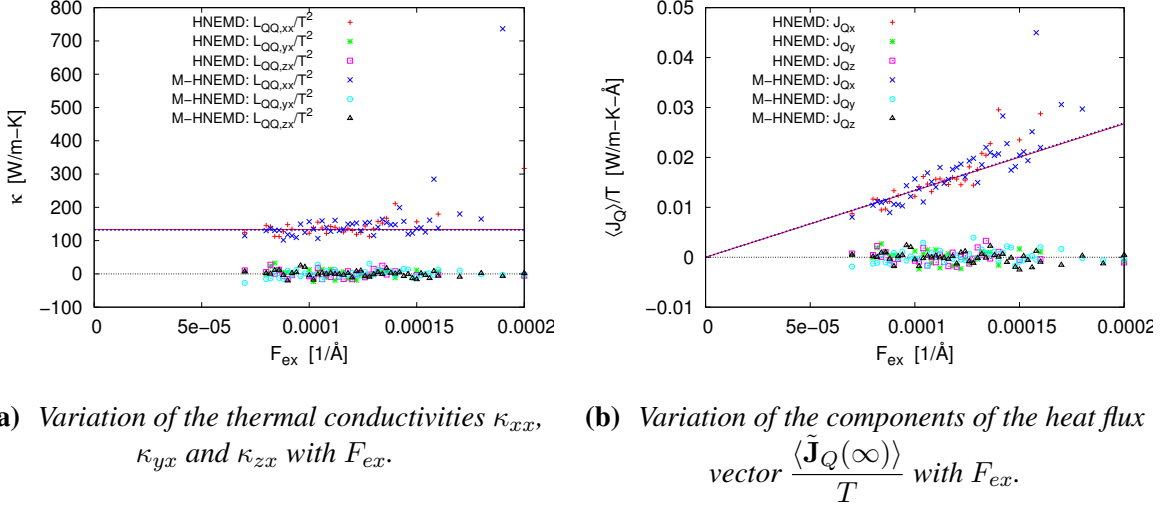 800
700
600
500
400
300
200
100
0
−100
κ [W/m−K]
HNEMD: L_QQ,xx/T^2
HNEMD: L_QQ,yx/T^2
HNEMD: L_QQ,zx/T^2
M−HNEMD: L_QQ,xx/T^2
M−HNEMD: L_QQ,yx/T^2
M−HNEMD: L_QQ,zx/T^2
0 5e−05 0.0001 0.00015 0.0002
F_ex [1/Å]
0.05
0.04
0.03
0.02
0.01
0
−0.01
⟨J_Q⟩/T [W/m−K−Å]
HNEMD: J_Qx
HNEMD: J_Qy
HNEMD: J_Qz
M−HNEMD: J_Qx
M−HNEMD: J_Qy
M−HNEMD: J_Qz
0 5e−05 0.0001 0.00015 0.0002
F_ex [1/Å]
a) Variation of the thermal conductivities κ_xx,
κ_yx and κ_zx with F_ex.
(b) Variation of the components of the heat flux
vector ⟨J̃_Q(∞)⟩/T with F_ex.